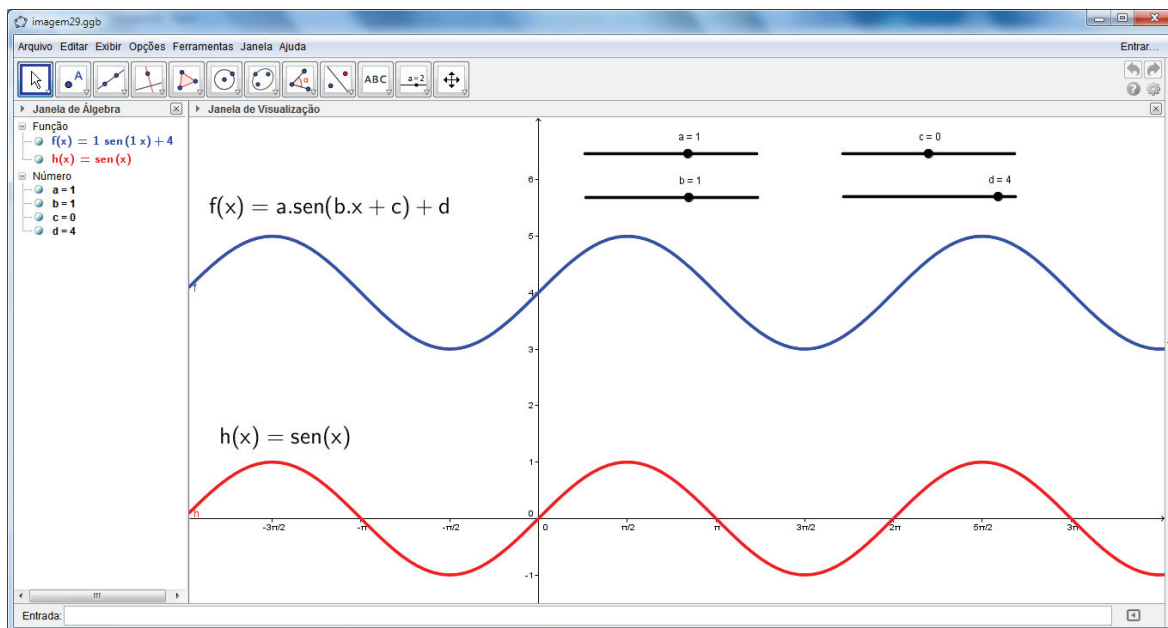 imagem29.ggb
Arquivo Editar Exibir Opções Ferramentas Janela Ajuda
Entrar...
A
ABC
a=2
Janela de Álgebra
Janela de Visualização
Função
f(x) = 1 sen(1 x) + 4
h(x) = sen(x)
Número
a = 1
b = 1
c = 0
d = 4
a = 1
c = 0
b = 1
d = 4
f(x) = a.sen(b.x + c) + d
f
h(x) = sen(x)
h
6
5
4
3
2
1
0
-1
-3π/2
-π
-π/2
0
π/2
π
3π/2
2π
5π/2
3π
Entrada: